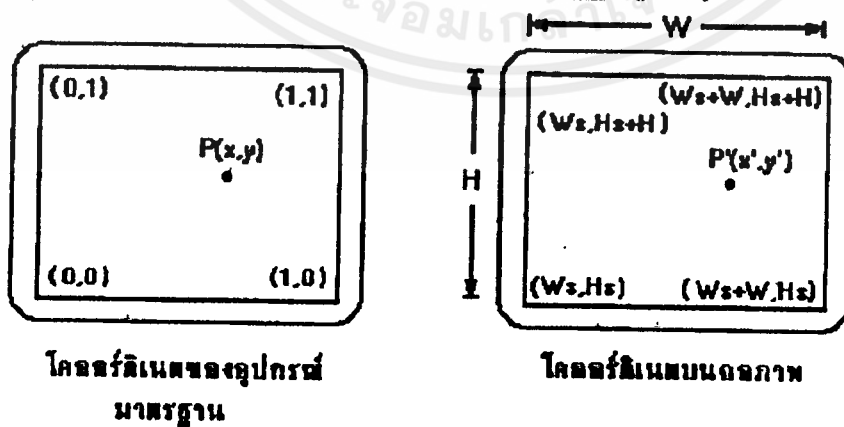 W
(0,1) (1,1)
P(x,y)
(0,0) (1,0)
H
(Ws+W,Hs+H)
(Ws,Hs+H)
P'(x',y')
(Ws,Hs) (Ws+W,Hs)
โคออร์ดิเนตของอุปกรณ์
มาตรฐาน
โคออร์ดิเนตบนจอภาพ